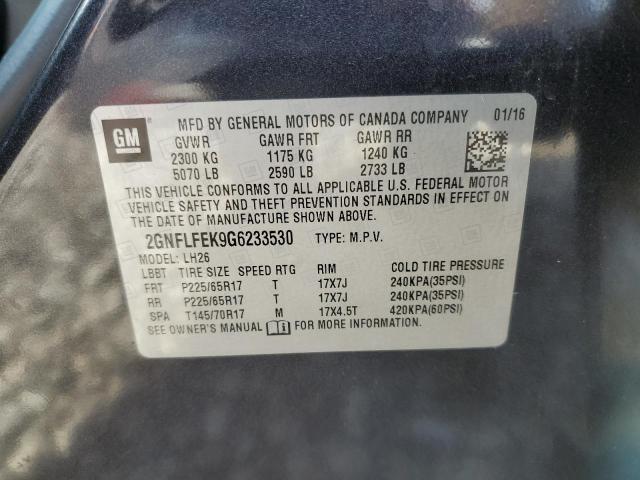 GM
MFD BY GENERAL MOTORS OF CANADA COMPANY 01/16
GVWR GAWR FRT GAWR RR
2300 KG 1175 KG 1240 KG
5070 LB 2590 LB 2733 LB
THIS VEHICLE CONFORMS TO ALL APPLICABLE U.S. FEDERAL MOTOR
VEHICLE SAFETY AND THEFT PREVENTION STANDARDS IN EFFECT ON
THE DATE OF MANUFACTURE SHOWN ABOVE.
2GNFLFEK9G6233530 TYPE: M.P.V.
MODEL: LH26
LBBT TIRE SIZE SPEED RTG RIM COLD TIRE PRESSURE
FRT P225/65R17 T 17X7J 240KPA(35PSI)
RR P225/65R17 T 17X7J 240KPA(35PSI)
SPA T145/70R17 M 17X4.5T 420KPA(60PSI)
SEE OWNER'S MANUAL FOR MORE INFORMATION.